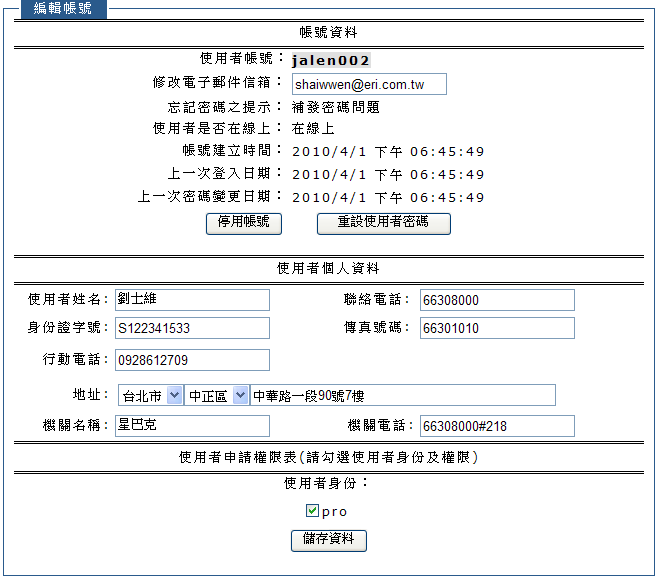 編輯帳號
帳號資料
使用者帳號： jalen002
修改電子郵件信箱： shaiwwen@eri.com.tw
忘記密碼之提示： 補發密碼問題
使用者是否在線上： 在線上
帳號建立時間： 2010/4/1 下午 06:45:49
上一次登入日期： 2010/4/1 下午 06:45:49
上一次密碼變更日期： 2010/4/1 下午 06:45:49
停用帳號 重設使用者密碼
使用者個人資料
使用者姓名： 劉士維 聯絡電話： 66308000
身份證字號： S122341533 傳真號碼： 66301010
行動電話： 0928612709
地址： 台北市 中正區 中華路一段90號7樓
機關名稱： 星巴克 機關電話： 66308000#218
使用者申請權限表(請勾選使用者身份及權限)
使用者身份：
pro
儲存資料